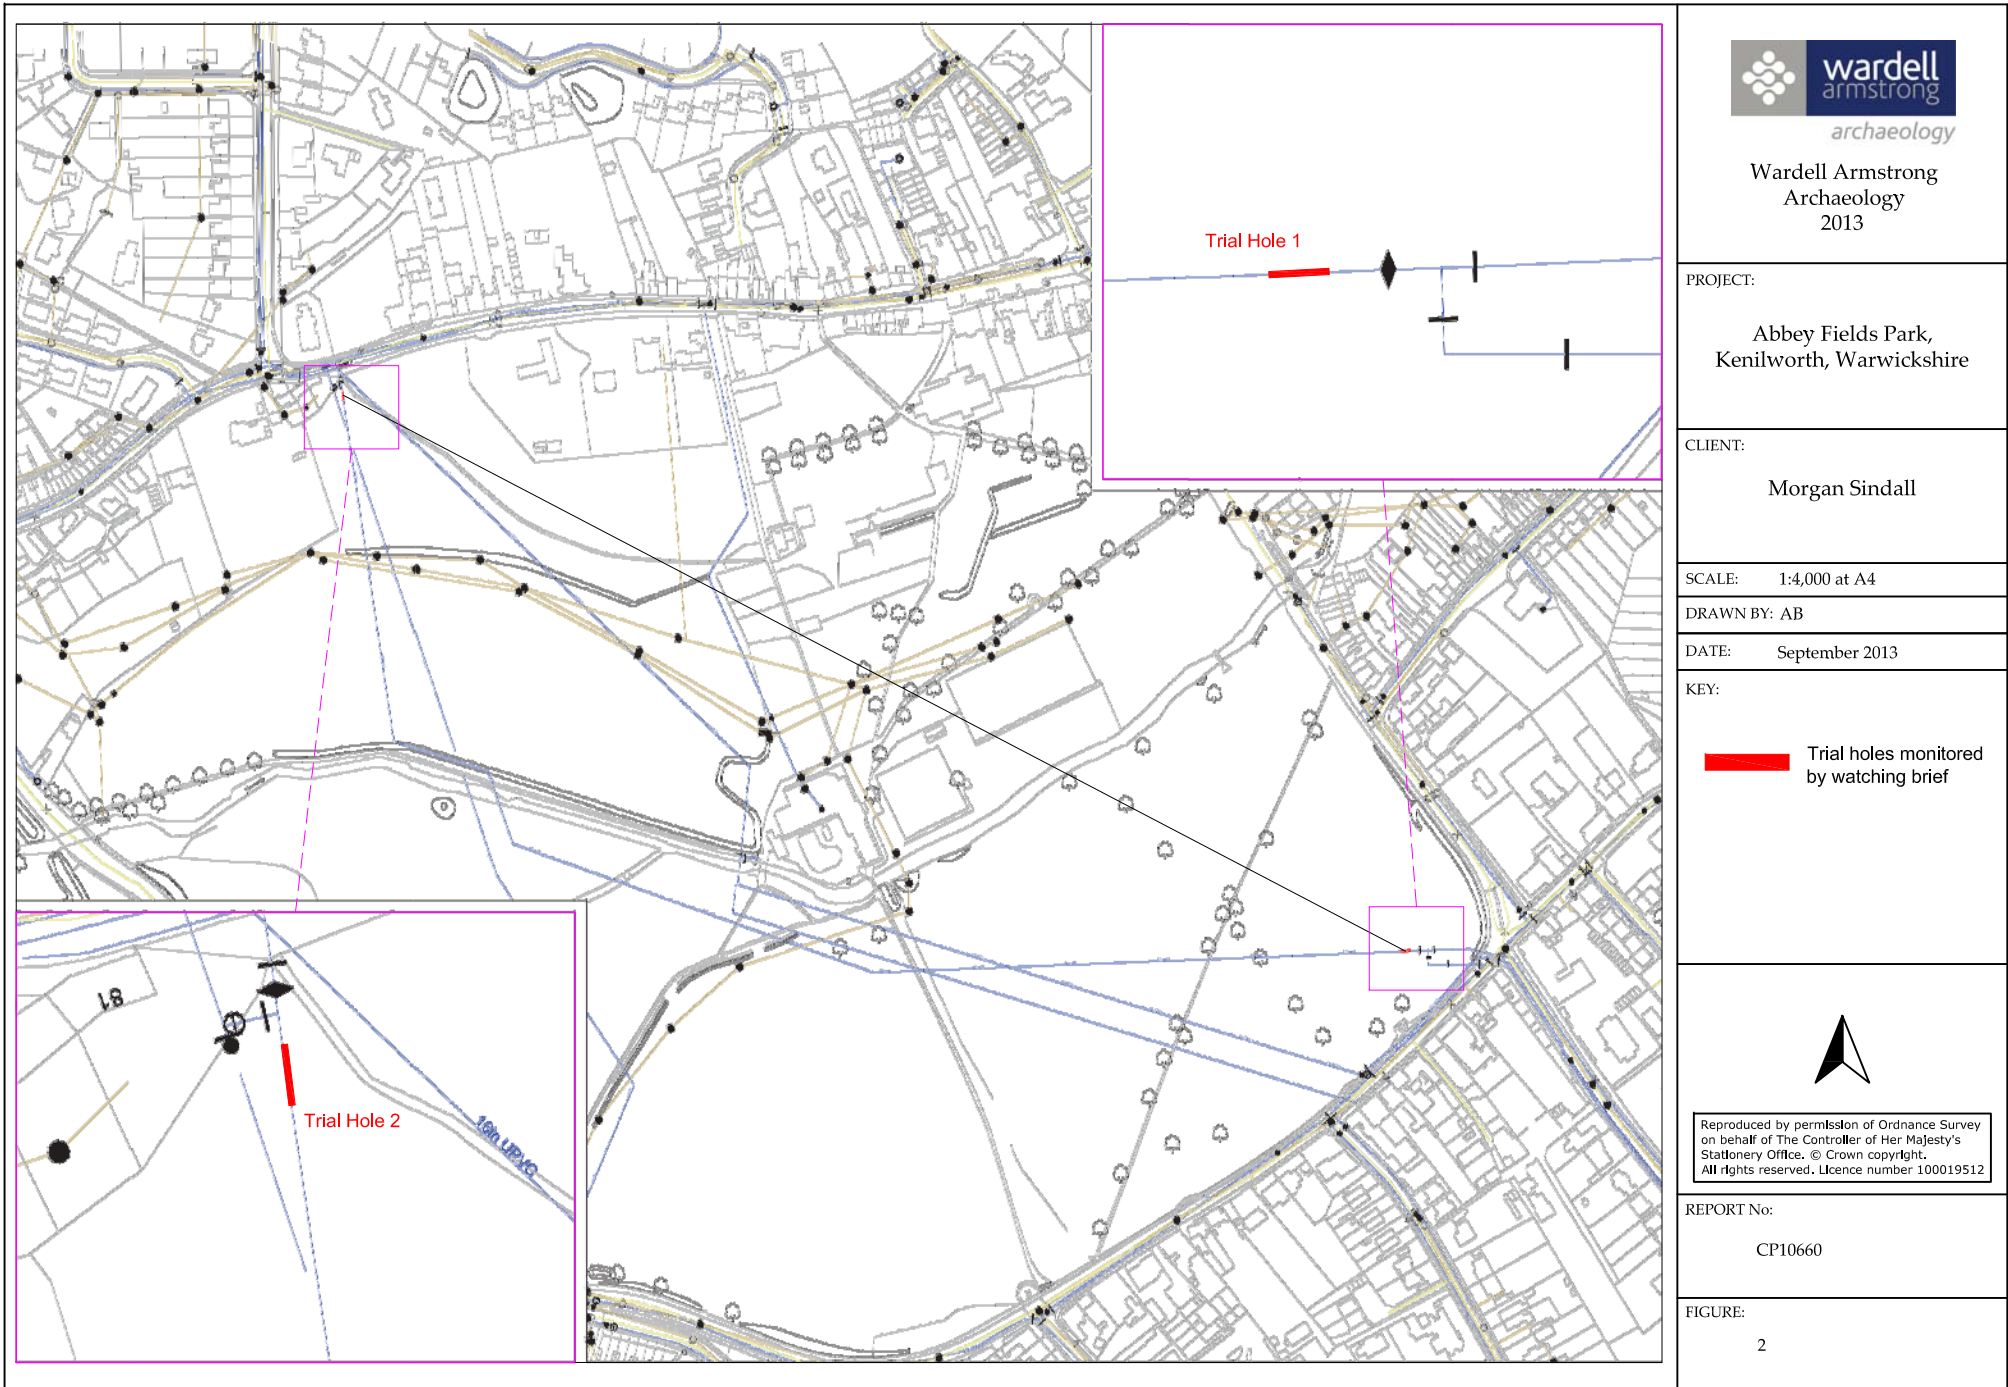 Trial Hole 1
81
Trial Hole 2
16in UPVC
wardell
armstrong
archaeology
Wardell Armstrong
Archaeology
2013
PROJECT:
Abbey Fields Park,
Kenilworth, Warwickshire
CLIENT:
Morgan Sindall
SCALE: 1:4,000 at A4
DRAWN BY: AB
DATE: September 2013
KEY:
Trial holes monitored
by watching brief
Reproduced by permission of Ordnance Survey
on behalf of The Controller of Her Majesty's
Stationery Office. © Crown copyright.
All rights reserved. Licence number 100019512
REPORT No:
CP10660
FIGURE:
2